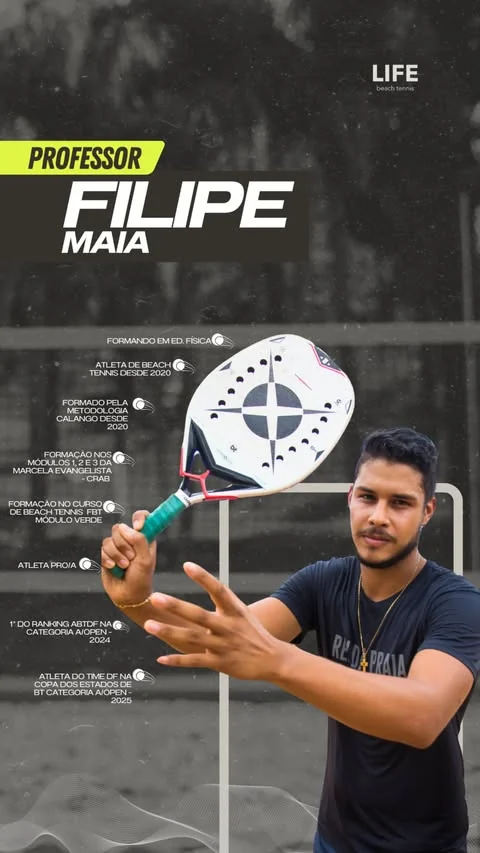 LIFE
beach tennis
PROFESSOR
FILIPE
MAIA
FORMANDO EM ED. FÍSICA
ATLETA DE BEACH
TENNIS DESDE 2020
FORMADO PELA
METODOLOGIA
CALANGO DESDE
2020
FORMAÇÃO NOS
MÓDULOS 1, 2 E 3 DA
MARCELA EVANGELISTA
- CRAB
FORMAÇÃO NO CURSO
DE BEACH TENNIS FBT
MÓDULO VERDE
ATLETA PRO/A
1° DO RANKING ABTDF NA
CATEGORIA A/OPEN -
2024
ATLETA DO TIME DF NA
COPA DOS ESTADOS DE
BT CATEGORIA A/OPEN -
2025